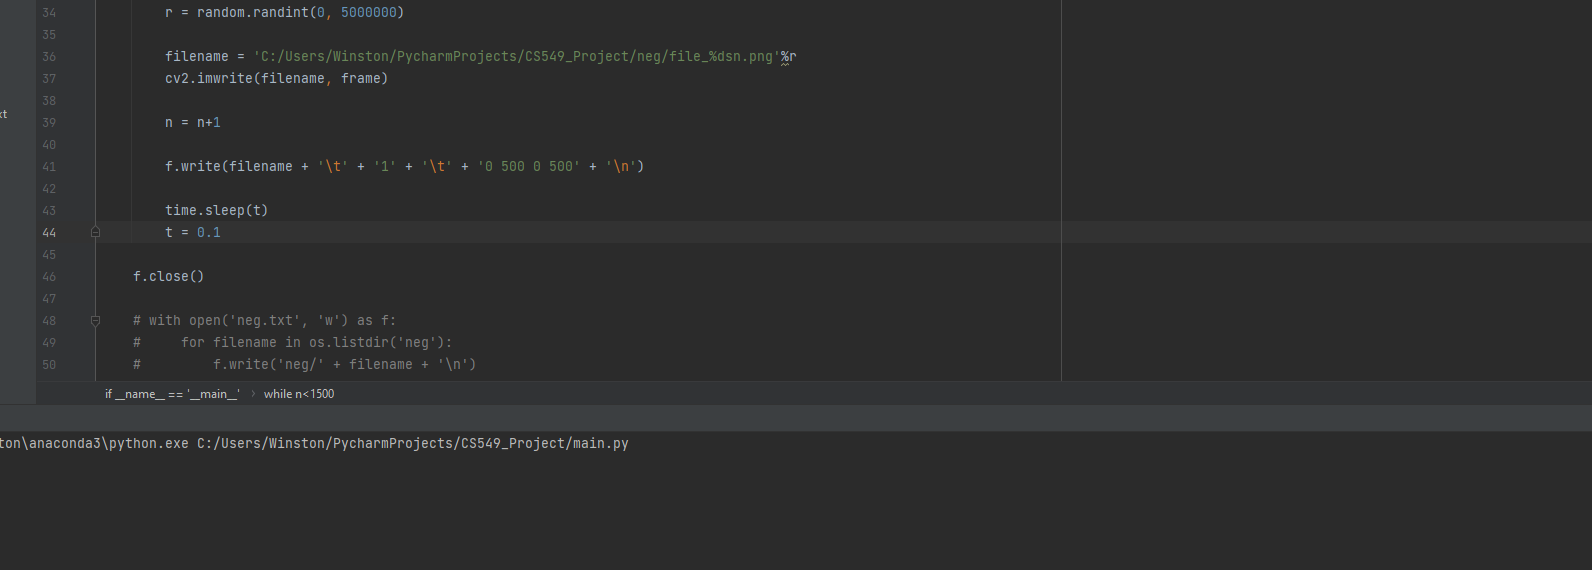 34 r = random.randint(0, 5000000)
35
36 filename = 'C:/Users/Winston/PycharmProjects/CS549_Project/neg/file_%dsn.png'%r
37 cv2.imwrite(filename, frame)
38
xt
39 n = n+1
40
41 f.write(filename + '\t' + '1' + '\t' + '0 500 0 500' + '\n')
42
43 time.sleep(t)
44 t = 0.1
45
46 f.close()
47
48 # with open('neg.txt', 'w') as f:
49 #     for filename in os.listdir('neg'):
50 #         f.write('neg/' + filename + '\n')
if __name__ == '__main__' › while n<1500
ton\anaconda3\python.exe C:/Users/Winston/PycharmProjects/CS549_Project/main.py